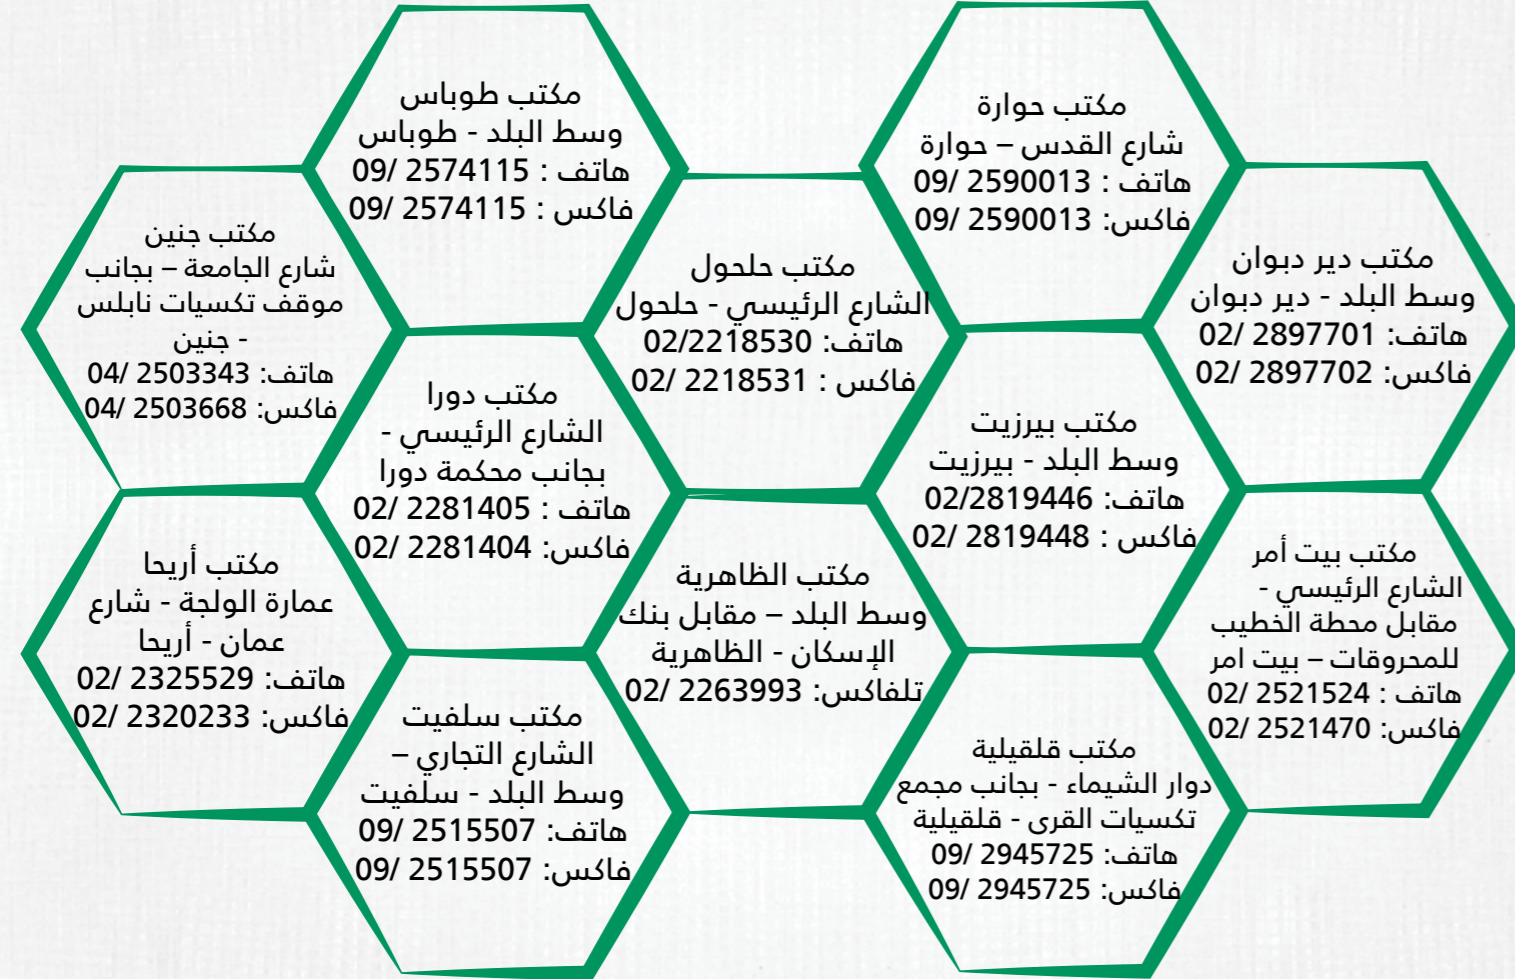 مكتب حوارة
شارع القدس – حوارة
هاتف : 2590013 /09
فاكس: 2590013 /09
مكتب طوباس
وسط البلد - طوباس
هاتف : 2574115 /09
فاكس : 2574115 /09
مكتب دير دبوان
وسط البلد - دير دبوان
هاتف: 2897701 /02
فاكس: 2897702 /02
مكتب حلحول
الشارع الرئيسي - حلحول
هاتف: 02/2218530
فاكس : 2218531 /02
مكتب جنين
شارع الجامعة – بجانب
موقف تكسيات نابلس
- جنين
هاتف: 2503343 /04
فاكس: 2503668 /04
مكتب بيرزيت
وسط البلد - بيرزيت
هاتف: 02/2819446
فاكس : 2819448 /02
مكتب دورا
الشارع الرئيسي -
بجانب محكمة دورا
هاتف : 2281405 /02
فاكس: 2281404 /02
مكتب بيت أمر
الشارع الرئيسي -
مقابل محطة الخطيب
للمحروقات – بيت امر
هاتف : 2521524 /02
فاكس: 2521470 /02
مكتب الظاهرية
وسط البلد – مقابل بنك
الإسكان - الظاهرية
تلفاكس: 2263993 /02
مكتب أريحا
عمارة الولجة - شارع
عمان - أريحا
هاتف: 2325529 /02
فاكس: 2320233 /02
مكتب قلقيلية
دوار الشيماء - بجانب مجمع
تكسيات القرى - قلقيلية
هاتف: 2945725 /09
فاكس: 2945725 /09
مكتب سلفيت
الشارع التجاري –
وسط البلد - سلفيت
هاتف: 2515507 /09
فاكس: 2515507 /09